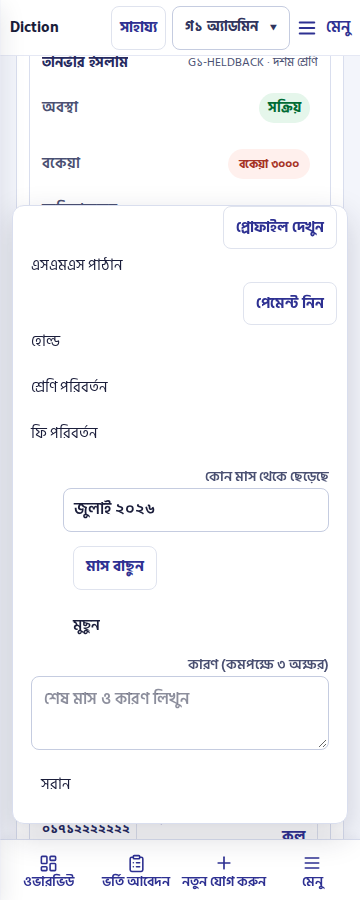 Diction
সাহায্য
গ১ অ্যাডমিন
মেনু
তানভীর ইসলাম
G১-HELDBACK · দশম শ্রেণি
অবস্থা
সক্রিয়
বকেয়া
বকেয়া ৩০০০
প্রোফাইল দেখুন
এসএমএস পাঠান
পেমেন্ট নিন
হোল্ড
শ্রেণি পরিবর্তন
ফি পরিবর্তন
কোন মাস থেকে ছেড়েছে
জুলাই ২০২৬
মাস বাছুন
মুছুন
কারণ (কমপক্ষে ৩ অক্ষর)
শেষ মাস ও কারণ লিখুন
সরান
০১৭১২২২২২২২
কল
ওভারভিউ
ভর্তি আবেদন
নতুন যোগ করুন
মেনু